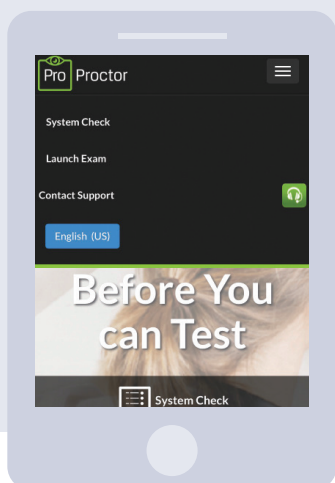 Pro Proctor
System Check
Launch Exam
Contact Support
English (US)
Before You
can Test
System Check